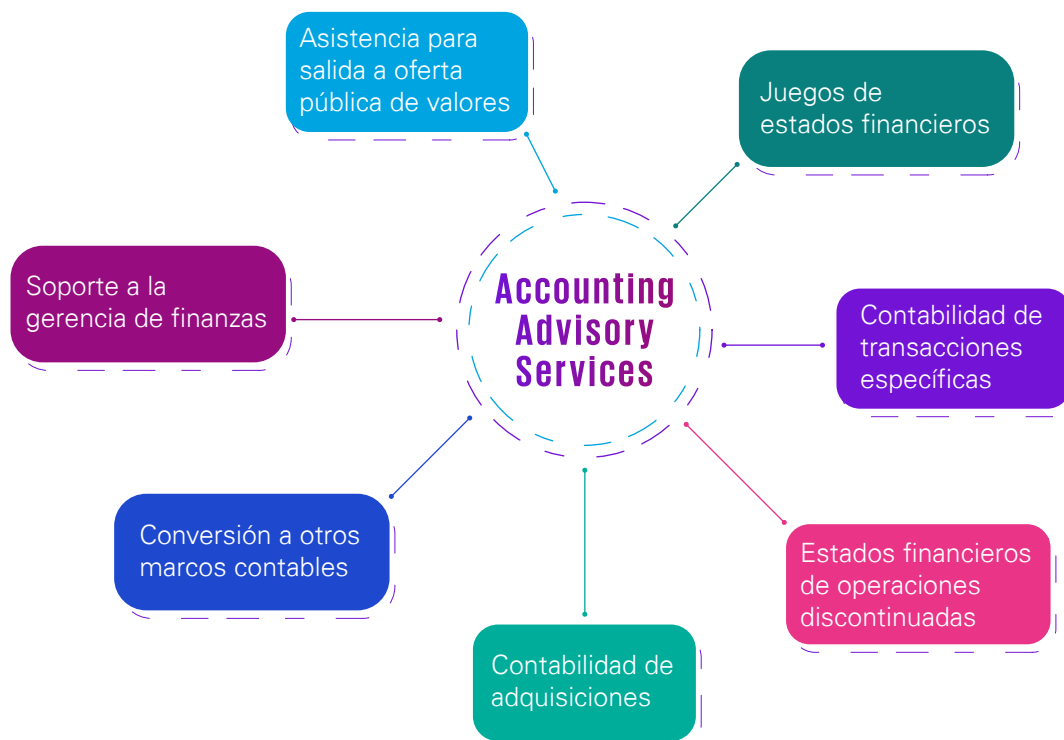 Asistencia para
salida a oferta
pública de valores
Juegos de
estados financieros
Soporte a la
gerencia de finanzas
Accounting
Advisory
Services
Contabilidad de
transacciones
específicas
Conversión a otros
marcos contables
Estados financieros
de operaciones
discontinuadas
Contabilidad de
adquisiciones